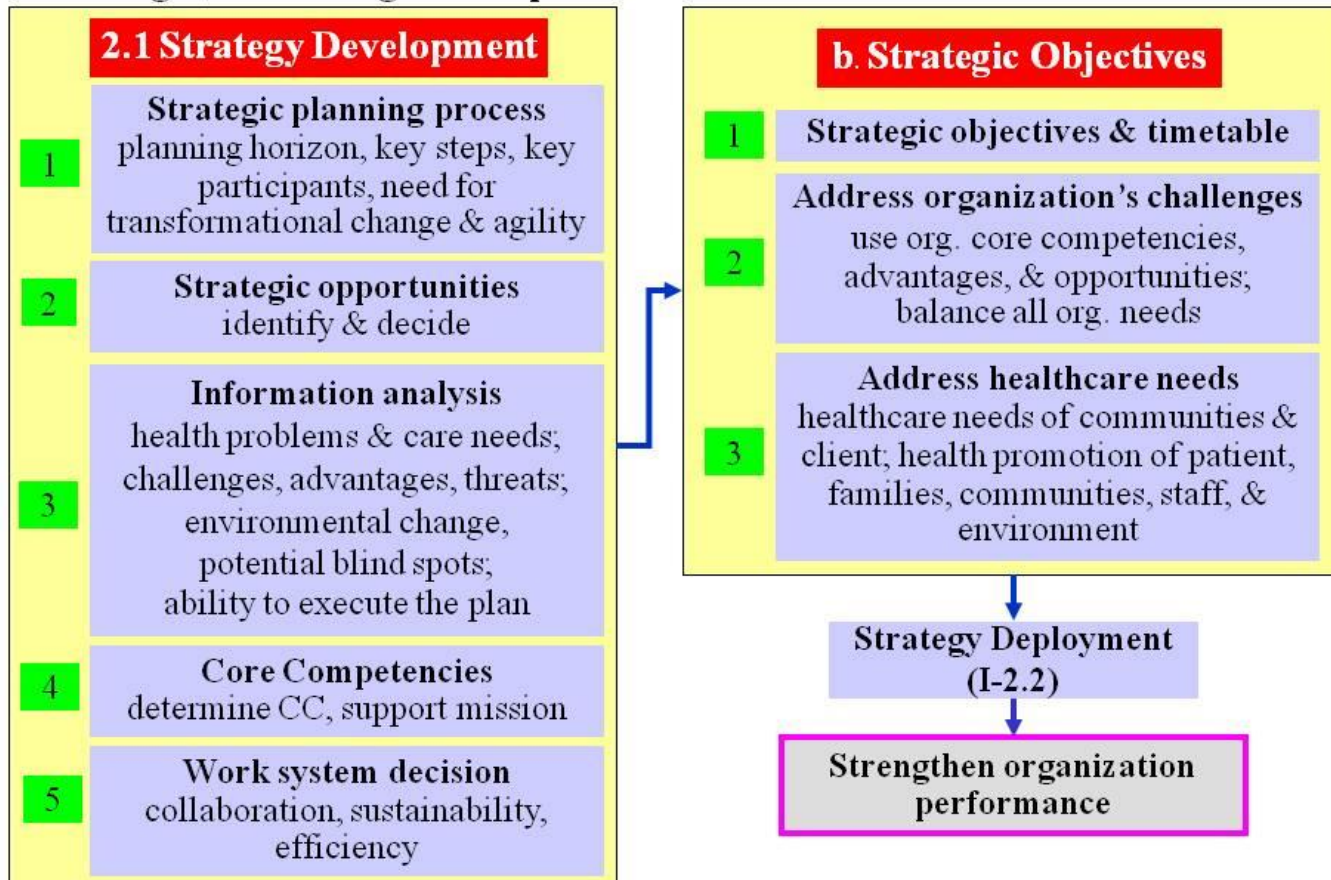 2.1 Strategy Development
1
Strategic planning process
planning horizon, key steps, key
participants, need for
transformational change & agility
2
Strategic opportunities
identify & decide
3
Information analysis
health problems & care needs;
challenges, advantages, threats;
environmental change,
potential blind spots;
ability to execute the plan
4
Core Competencies
determine CC, support mission
5
Work system decision
collaboration, sustainability,
efficiency
b. Strategic Objectives
1
Strategic objectives & timetable
2
Address organization's challenges
use org. core competencies,
advantages, & opportunities;
balance all org. needs
3
Address healthcare needs
healthcare needs of communities &
client; health promotion of patient,
families, communities, staff, &
environment
Strategy Deployment
(I-2.2)
Strengthen organization
performance